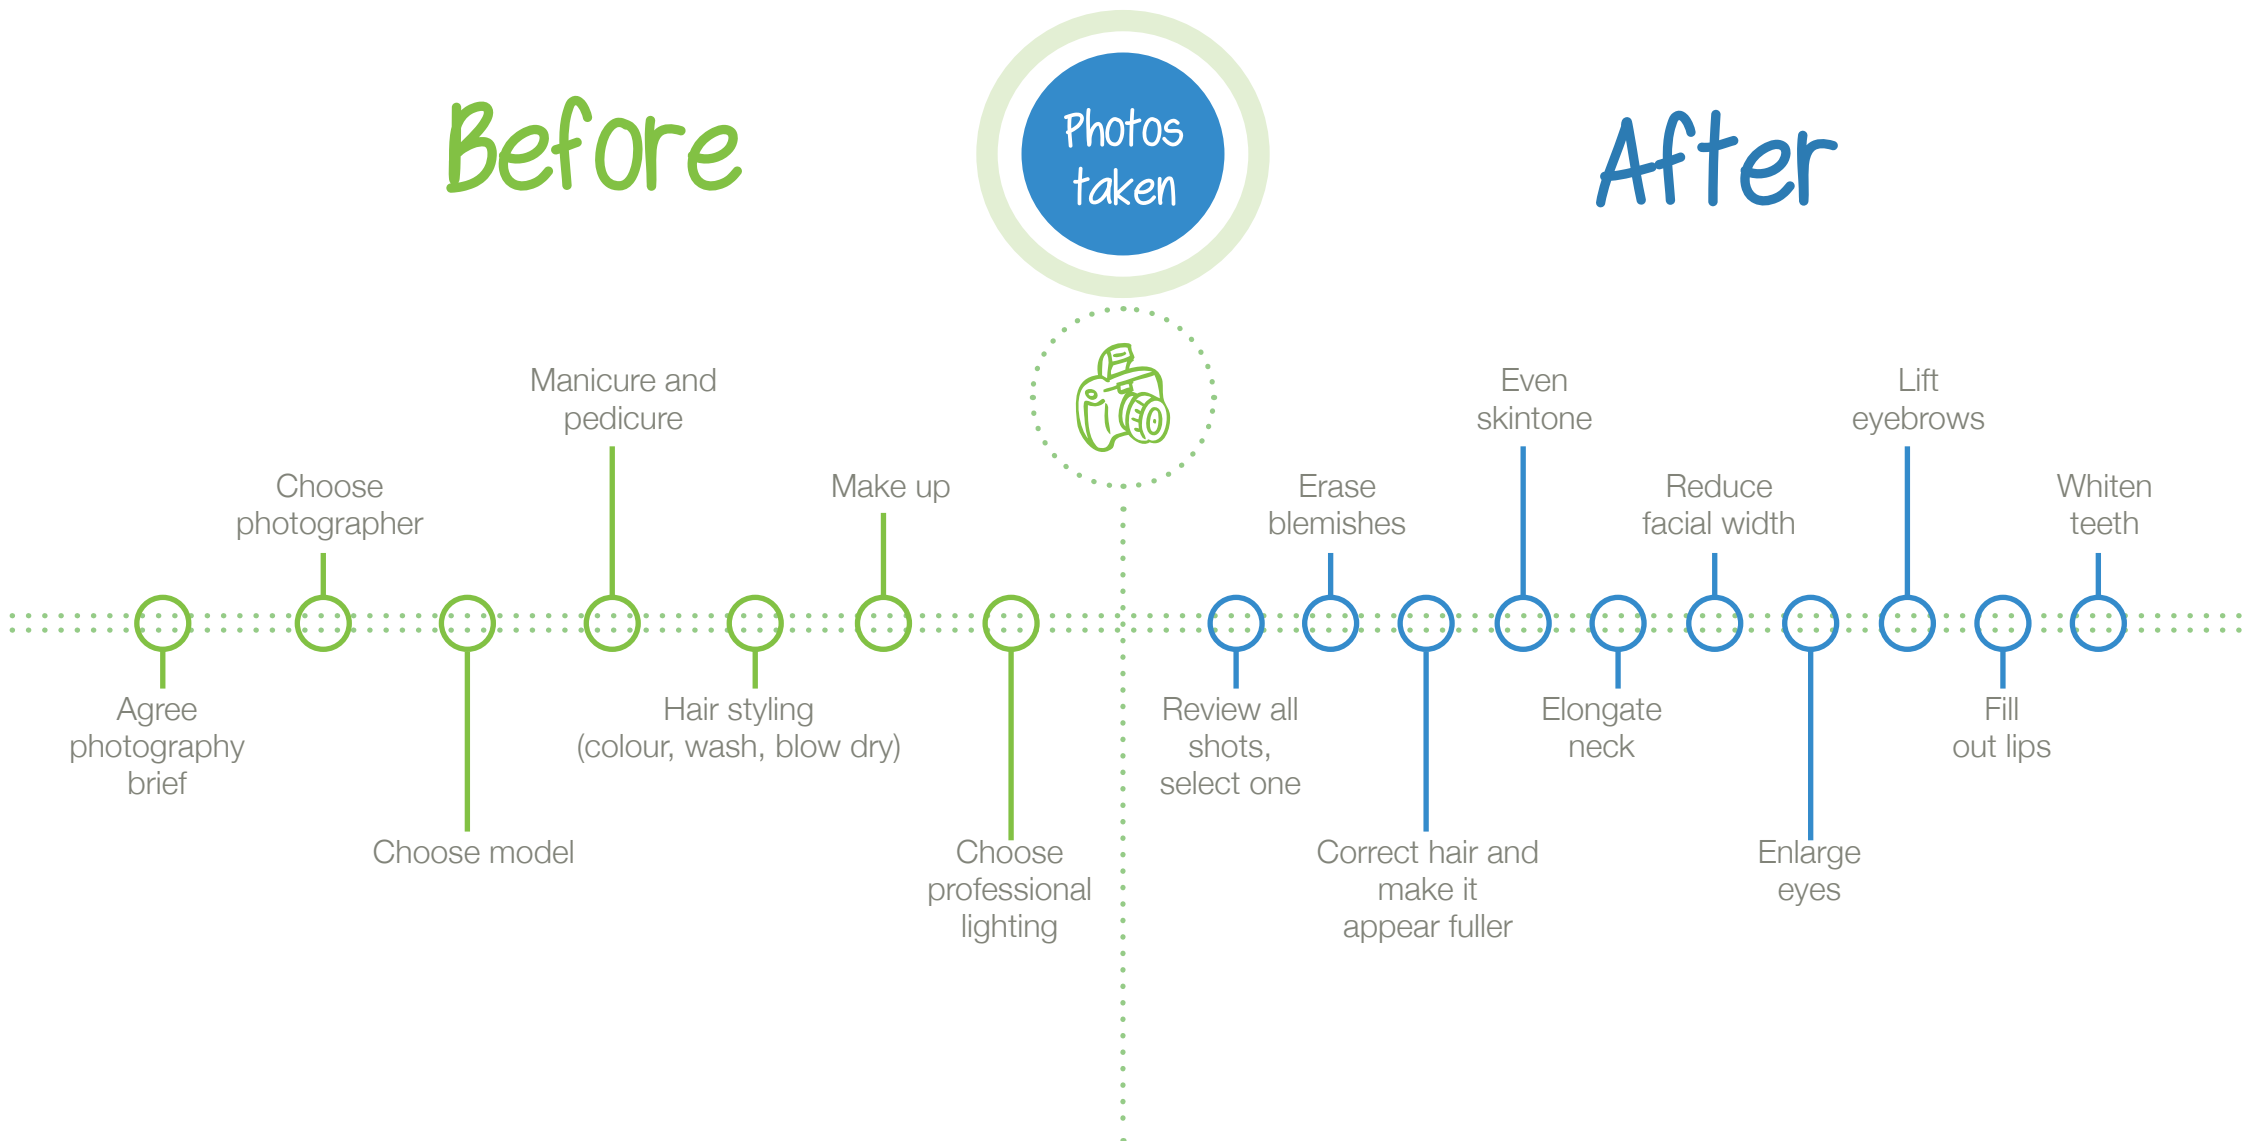 Before
Photos
taken
After
Agree
photography
brief
Choose
photographer
Choose model
Manicure and
pedicure
Hair styling
(colour, wash, blow dry)
Make up
Choose
professional
lighting
Review all
shots,
select one
Erase
blemishes
Correct hair and
make it
appear fuller
Even
skintone
Elongate
neck
Reduce
facial width
Enlarge
eyes
Lift
eyebrows
Fill
out lips
Whiten
teeth